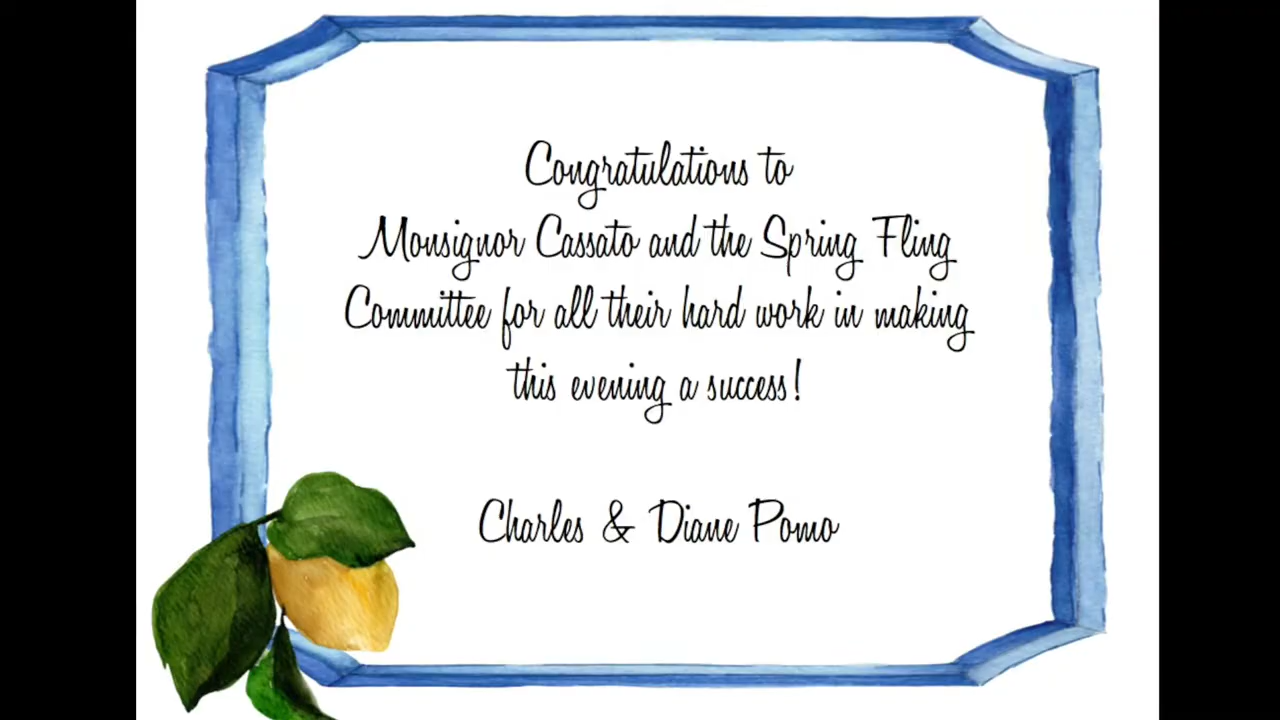 Congratulations to
Monsignor Cassato and the Spring Fling
Committee for all their hard work in making
this evening a success!
Charles & Diane Pomo